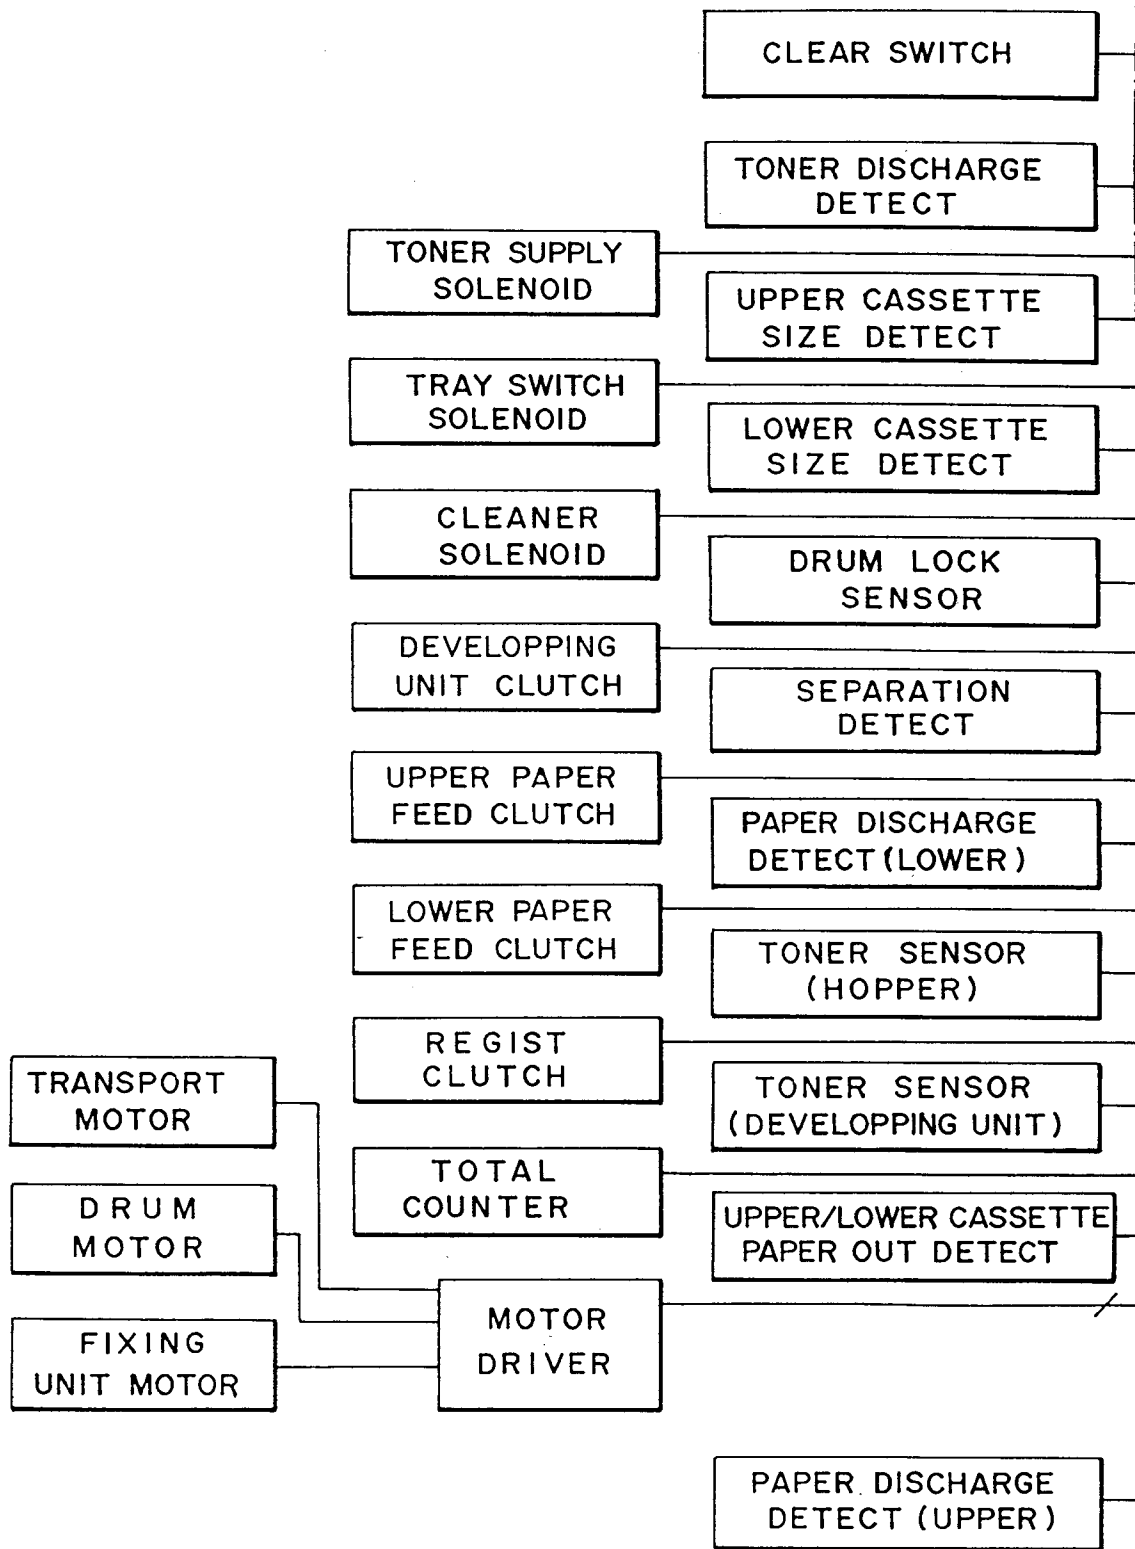 CLEAR SWITCH
TONER DISCHARGE
DETECT
TONER SUPPLY
SOLENOID
UPPER CASSETTE
SIZE DETECT
TRAY SWITCH
SOLENOID
LOWER CASSETTE
SIZE DETECT
CLEANER
SOLENOID
DRUM LOCK
SENSOR
DEVELOPPING
UNIT CLUTCH
SEPARATION
DETECT
UPPER PAPER
FEED CLUTCH
PAPER DISCHARGE
DETECT (LOWER)
LOWER PAPER
FEED CLUTCH
TONER SENSOR
(HOPPER)
REGIST
CLUTCH
TRANSPORT
MOTOR
TONER SENSOR
(DEVELOPPING UNIT)
TOTAL
COUNTER
DRUM
MOTOR
UPPER/LOWER CASSETTE
PAPER OUT DETECT
MOTOR
DRIVER
FIXING
UNIT MOTOR
PAPER DISCHARGE
DETECT (UPPER)